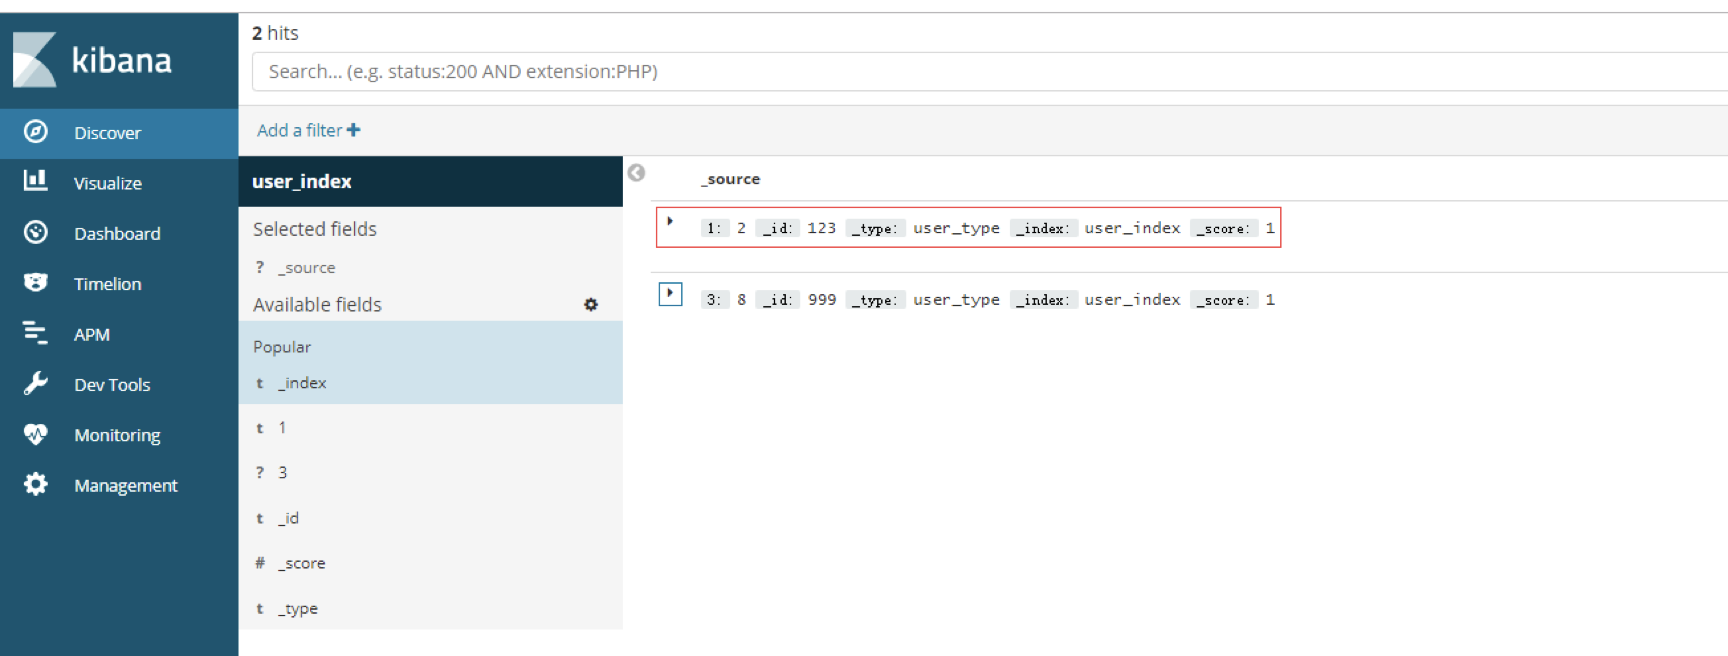 kibana
Discover
Visualize
Dashboard
Timelion
APM
Dev Tools
Monitoring
Management
2 hits
Search... (e.g. status:200 AND extension:PHP)
Add a filter +
user_index
Selected fields
? _source
Available fields
Popular
t _index
t 1
? 3
t _id
# _score
t _type
_source
1: 2 _id: 123 _type: user_type _index: user_index _score: 1
3: 8 _id: 999 _type: user_type _index: user_index _score: 1